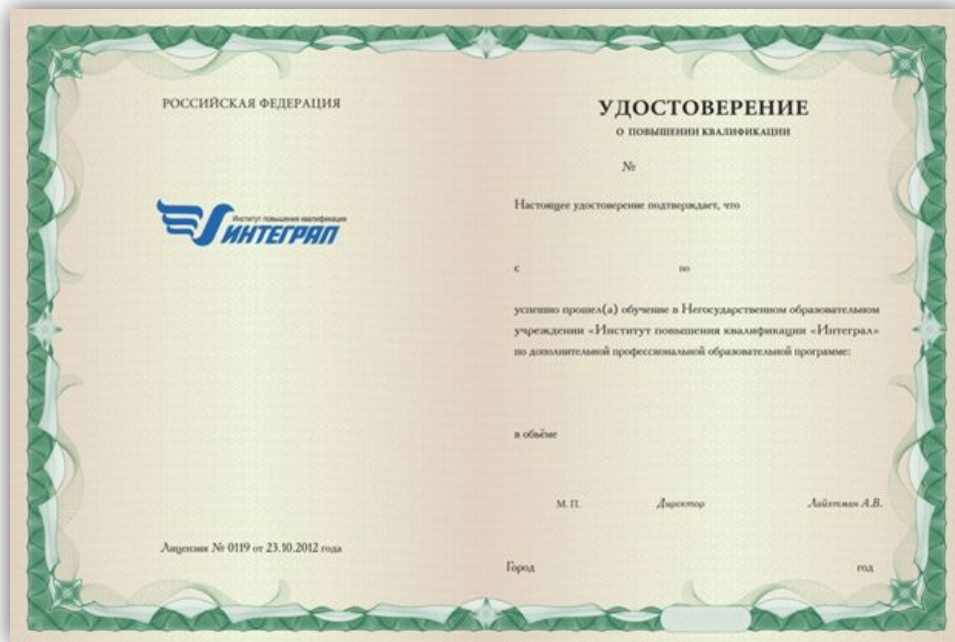 РОССИЙСКАЯ ФЕДЕРАЦИЯ
Институт повышения квалификации
ИНТЕГРАЛ
Лицензия № 0119 от 23.10.2012 года
УДОСТОВЕРЕНИЕ
О ПОВЫШЕНИИ КВАЛИФИКАЦИИ
№
Настоящее удостоверение подтверждает, что
с по
успешно прошел(а) обучение в Негосударственном образовательном
учреждении «Институт повышения квалификации «Интеграл»
по дополнительной профессиональной образовательной программе:
в объёме
М. П. Директор Лайхтман А.В.
Город год